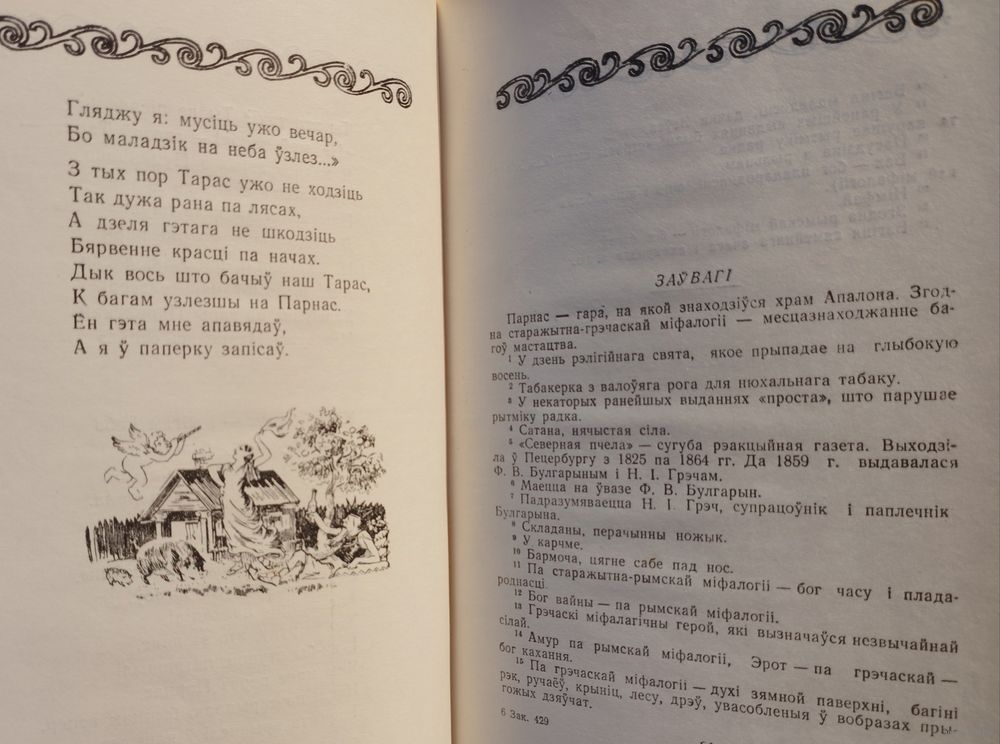 Гляджу я: мусіць ужо вечар,
Бо маладзік на неба ўзлез...»
З тых пор Тарас ужо не ходзіць
Так дужа рана па лясах,
А дзеля гэтага не шкодзіць
Бярвенне красці па начах.
Дык вось што бачыў наш Тарас,
К багам узлезшы на Парнас.
Ён гэта мне апавядаў,
А я ў паперку запісаў.
ЗАЎВАГІ
Парнас — гара, на якой знаходзіўся храм Апалона. Згод-
на старажытна-грэчаскай міфалогіі — месцазнаходжанне ба-
гоў мастацтва.
¹ У дзень рэлігійнага свята, якое прыпадае на глыбокую
восень.
² Табакерка з валоўяга рога для нюхальнага табаку.
³ У некаторых ранейшых выданнях «проста», што парушае
рытміку радка.
⁴ Сатана, нячыстая сіла.
⁵ «Северная пчела» — сугуба рэакцыйная газета. Выходзі-
ла ў Пецербургу з 1825 па 1864 гг. Да 1859 г. выдавалася
Ф. В. Булгарыным і Н. І. Грэчам.
⁶ Маецца на ўвазе Ф. В. Булгарын.
⁷ Падразумяваецца Н. І. Грэч, супрацоўнік і паплечнік
Булгарына.
⁸ Складаны, перачынны ножык.
⁹ У карчме.
¹⁰ Бармоча, цягне сабе пад нос.
¹¹ Па старажытна-рымскай міфалогіі — бог часу і плада-
роднасці.
¹² Бог вайны — па рымскай міфалогіі.
¹³ Грэчаскі міфалагічны герой, які вызначаўся незвычайнай
сілай.
¹⁴ Амур па рымскай міфалогіі, Эрот — па грэчаскай —
бог кахання.
¹⁵ Па грэчаскай міфалогіі — духі зямной паверхні, багіні
рэк, ручаёў, крыніц, лесу, дрэў, увасобленыя ў вобразах пры-
гожых дзяўчат.
6 Зак. 429